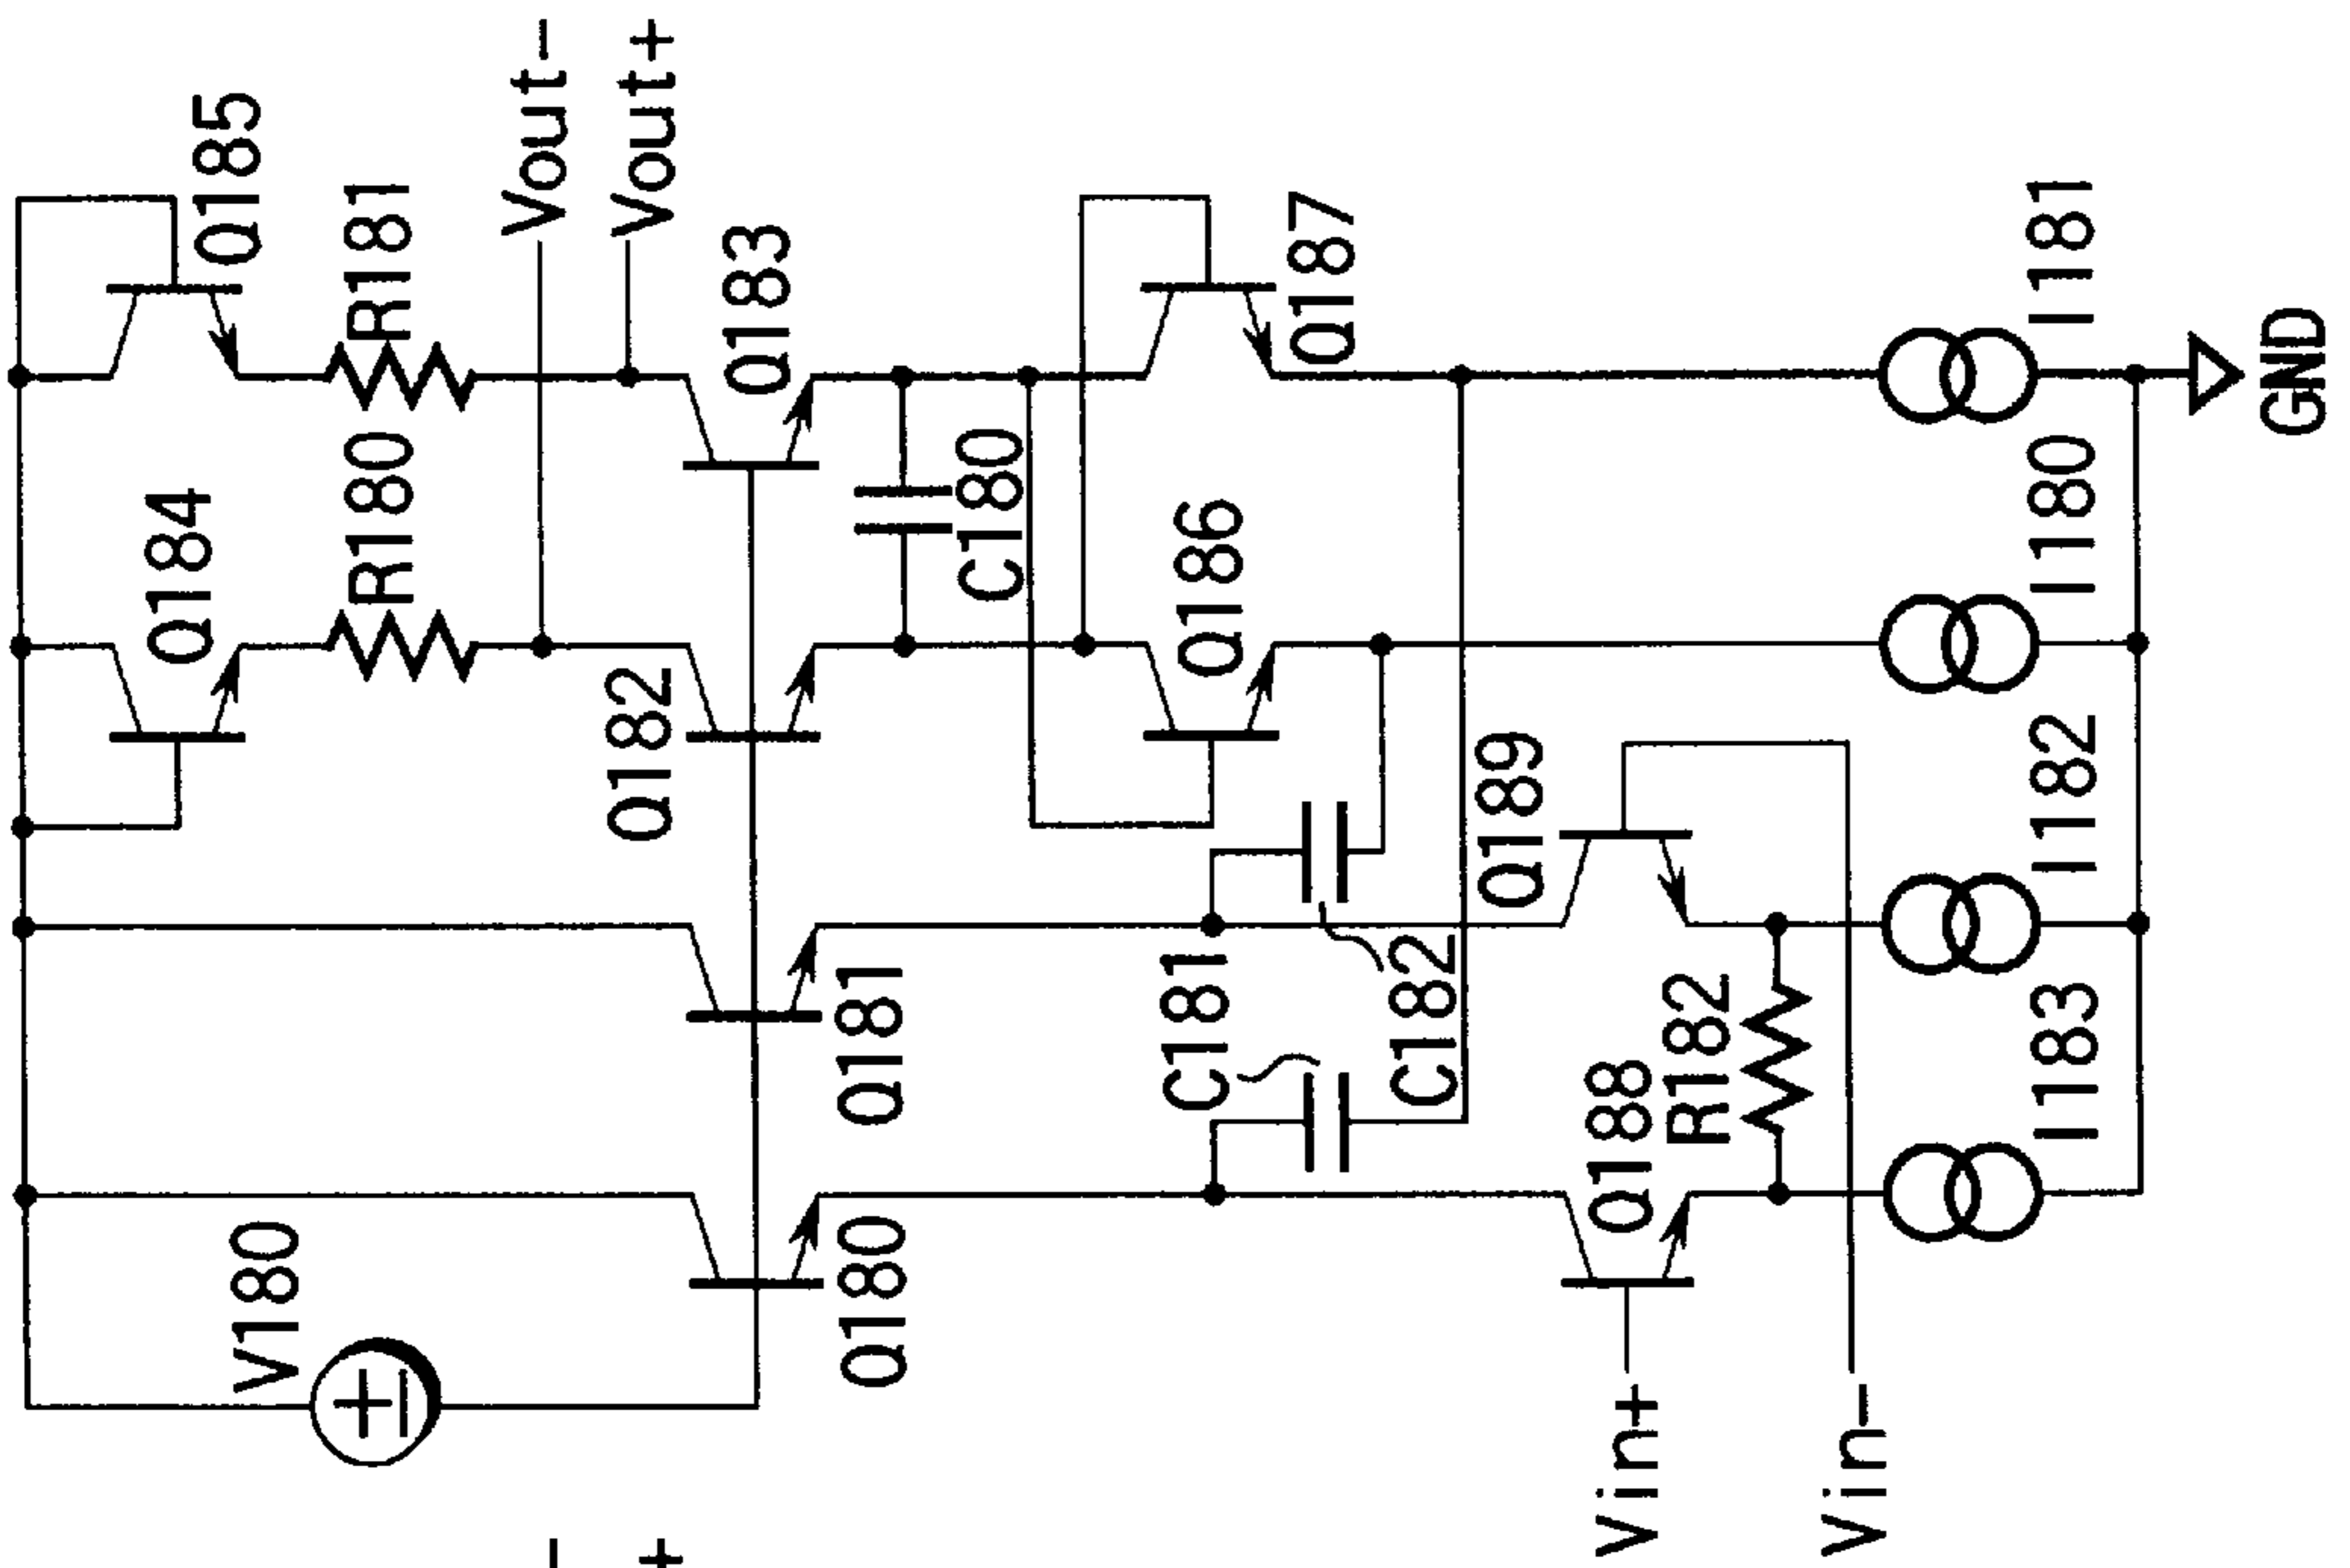 V180
Q184
Q185
R180
R181
Vout-
Vout+
Q180
Q181
Q182
Q183
C180
Q186
Q187
C181
C182
Q188
Q189
R182
Vin+
Vin-
I183
I182
I180
I181
GND
-
+